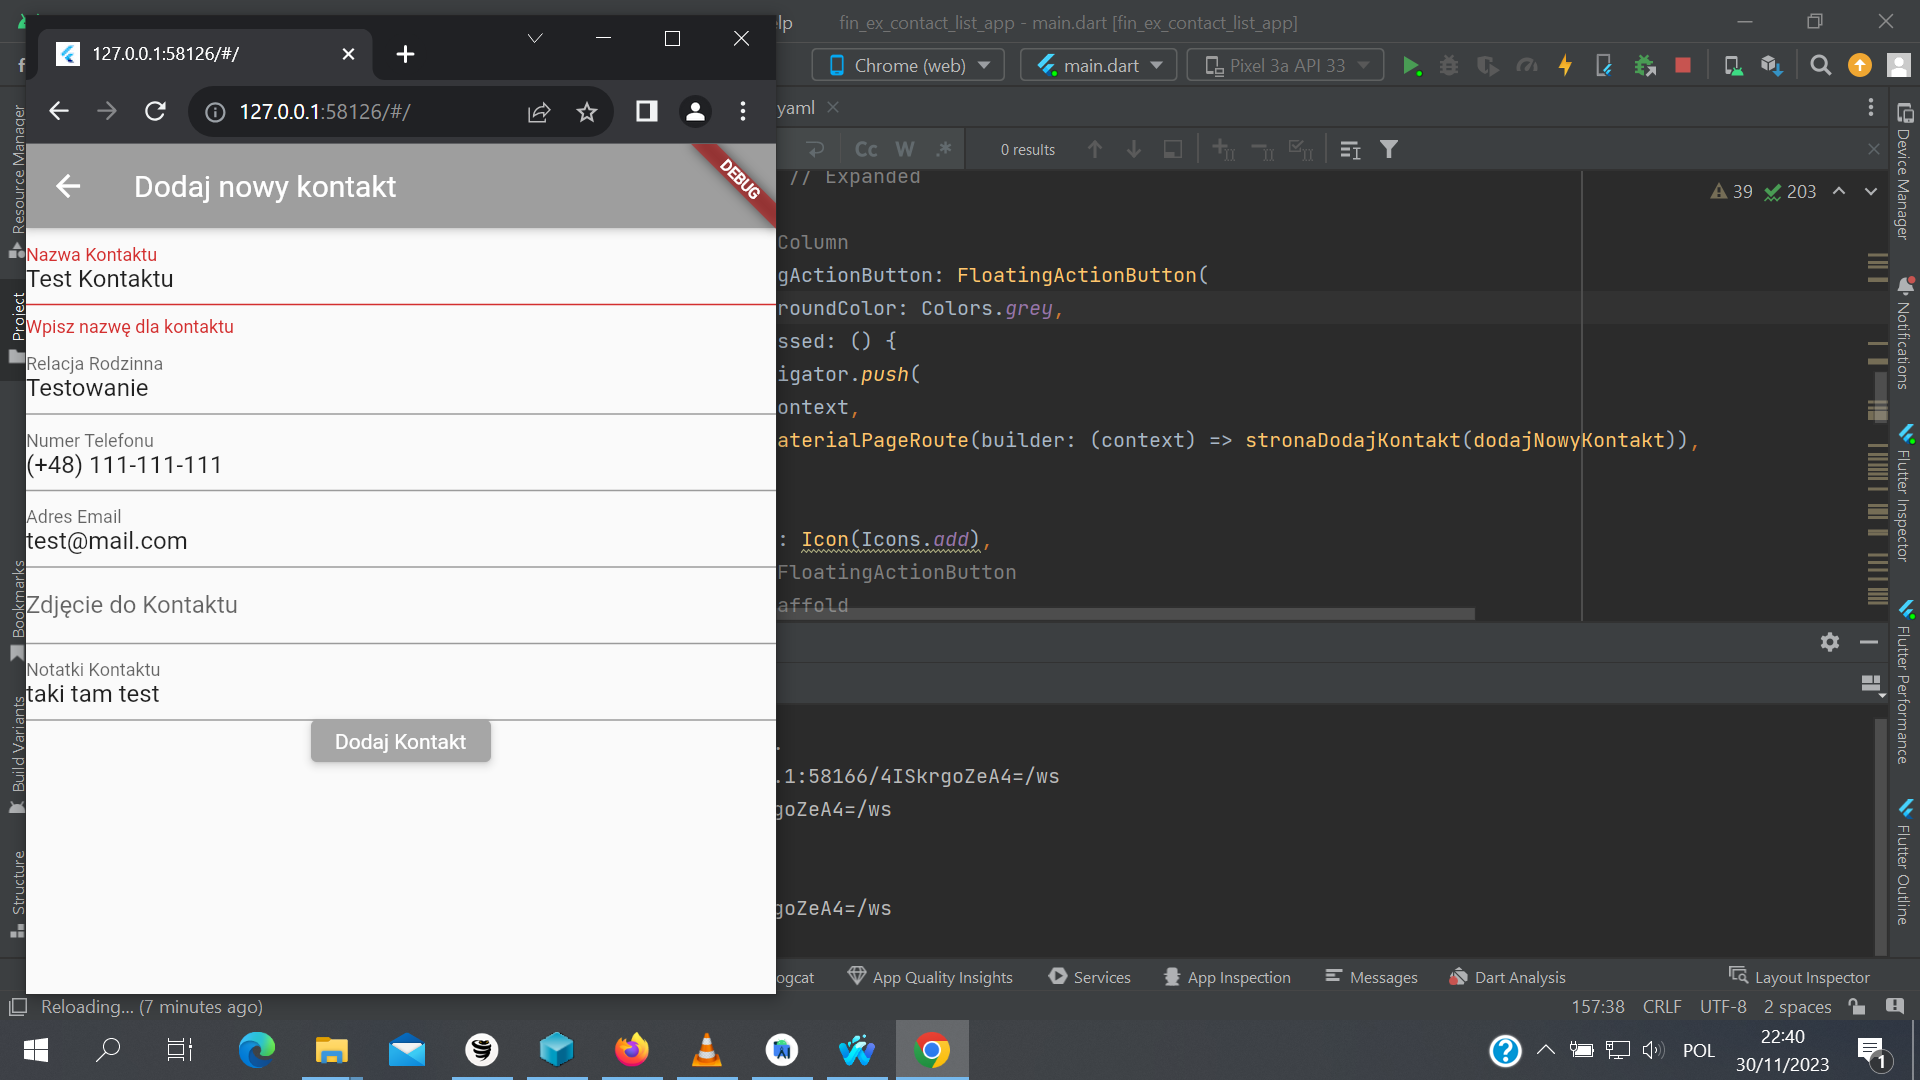 lp
fin_ex_contact_list_app - main.dart [fin_ex_contact_list_app]
127.0.0.1:58126/#/
Chrome (web)
main.dart
Pixel 3a API 33
127.0.0.1:58126/#/
yaml
Cc
W
.*
0 results
Dodaj nowy kontakt
DEBUG
// Expanded
39
203
Column
gActionButton: FloatingActionButton(
roundColor: Colors.grey,
ssed: () {
igator.push(
ontext,
aterialPageRoute(builder: (context) => stronaDodajKontakt(dodajNowyKontakt)),
: Icon(Icons.add),
FloatingActionButton
affold
Nazwa Kontaktu
Test Kontaktu
Wpisz nazwę dla kontaktu
Relacja Rodzinna
Testowanie
Numer Telefonu
(+48) 111-111-111
Adres Email
test@mail.com
Zdjęcie do Kontaktu
Notatki Kontaktu
taki tam test
Dodaj Kontakt
.
.1:58166/4ISkrgoZeA4=/ws
goZeA4=/ws
goZeA4=/ws
Resource Manager
Project
Bookmarks
Build Variants
Structure
Device Manager
Notifications
Flutter Inspector
Flutter Performance
Flutter Outline
ogcat
App Quality Insights
Services
App Inspection
Messages
Dart Analysis
Layout Inspector
Reloading... (7 minutes ago)
157:38
CRLF
UTF-8
2 spaces
POL
22:40
30/11/2023
1